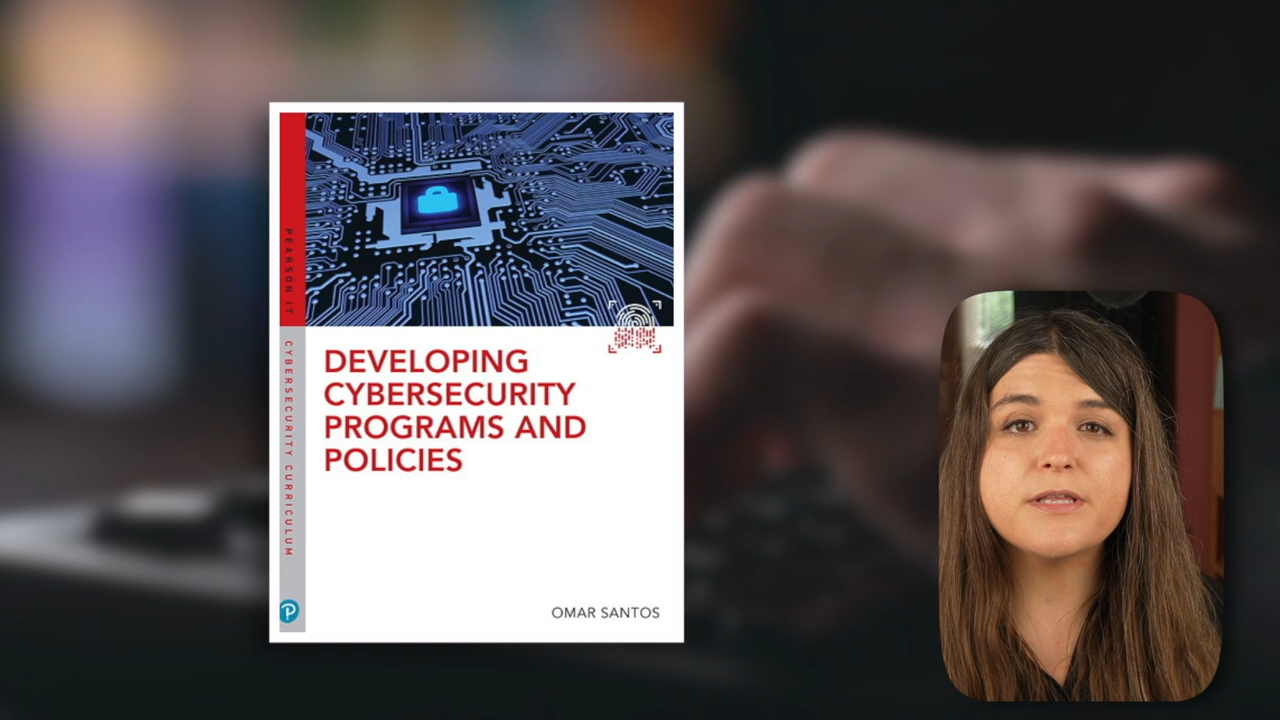 PEARSON IT
CYBERSECURITY CURRICULUM
DEVELOPING
CYBERSECURITY
PROGRAMS AND
POLICIES
OMAR SANTOS
P